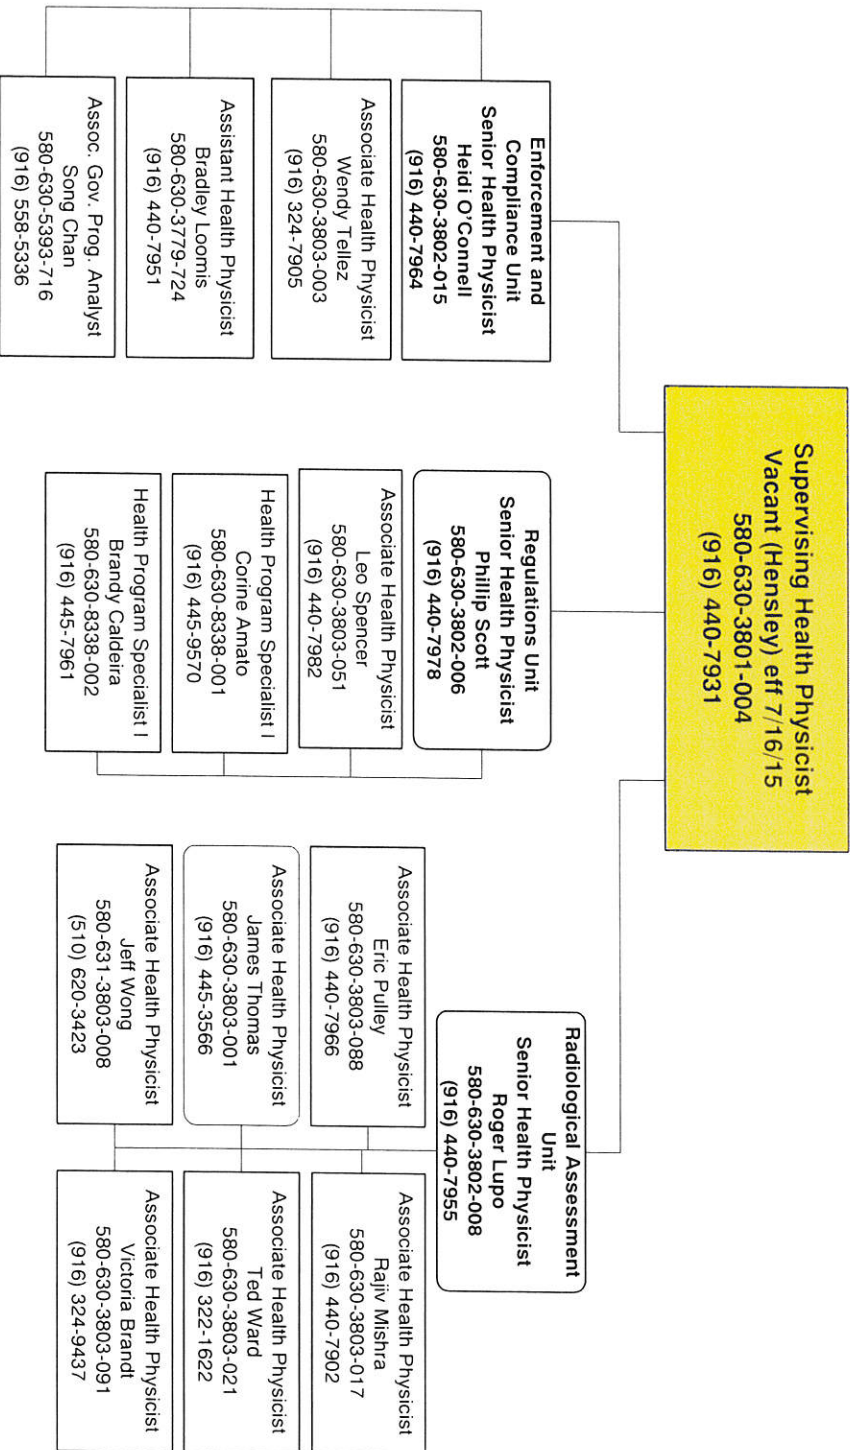 Supervising Health Physicist
Vacant (Hensley) eff 7/16/15
580-630-3801-004
(916) 440-7931
Enforcement and
Compliance Unit
Senior Health Physicist
Heidi O'Connell
580-630-3802-015
(916) 440-7964
Associate Health Physicist
Wendy Tellez
580-630-3803-003
(916) 324-7905
Assistant Health Physicist
Bradley Loomis
580-630-3779-724
(916) 440-7951
Assoc. Gov. Prog. Analyst
Song Chan
580-630-5393-716
(916) 558-5336
Regulations Unit
Senior Health Physicist
Phillip Scott
580-630-3802-006
(916) 440-7978
Associate Health Physicist
Leo Spencer
580-630-3803-051
(916) 440-7982
Health Program Specialist I
Corine Amato
580-630-8338-001
(916) 445-9570
Health Program Specialist I
Brandy Caldeira
580-630-8338-002
(916) 445-7961
Radiological Assessment
Unit
Senior Health Physicist
Roger Lupo
580-630-3802-008
(916) 440-7955
Associate Health Physicist
Eric Pulley
580-630-3803-088
(916) 440-7966
Associate Health Physicist
James Thomas
580-630-3803-001
(916) 445-3566
Associate Health Physicist
Jeff Wong
580-631-3803-008
(510) 620-3423
Associate Health Physicist
Rajiv Mishra
580-630-3803-017
(916) 440-7902
Associate Health Physicist
Ted Ward
580-630-3803-021
(916) 322-1622
Associate Health Physicist
Victoria Brandt
580-630-3803-091
(916) 324-9437